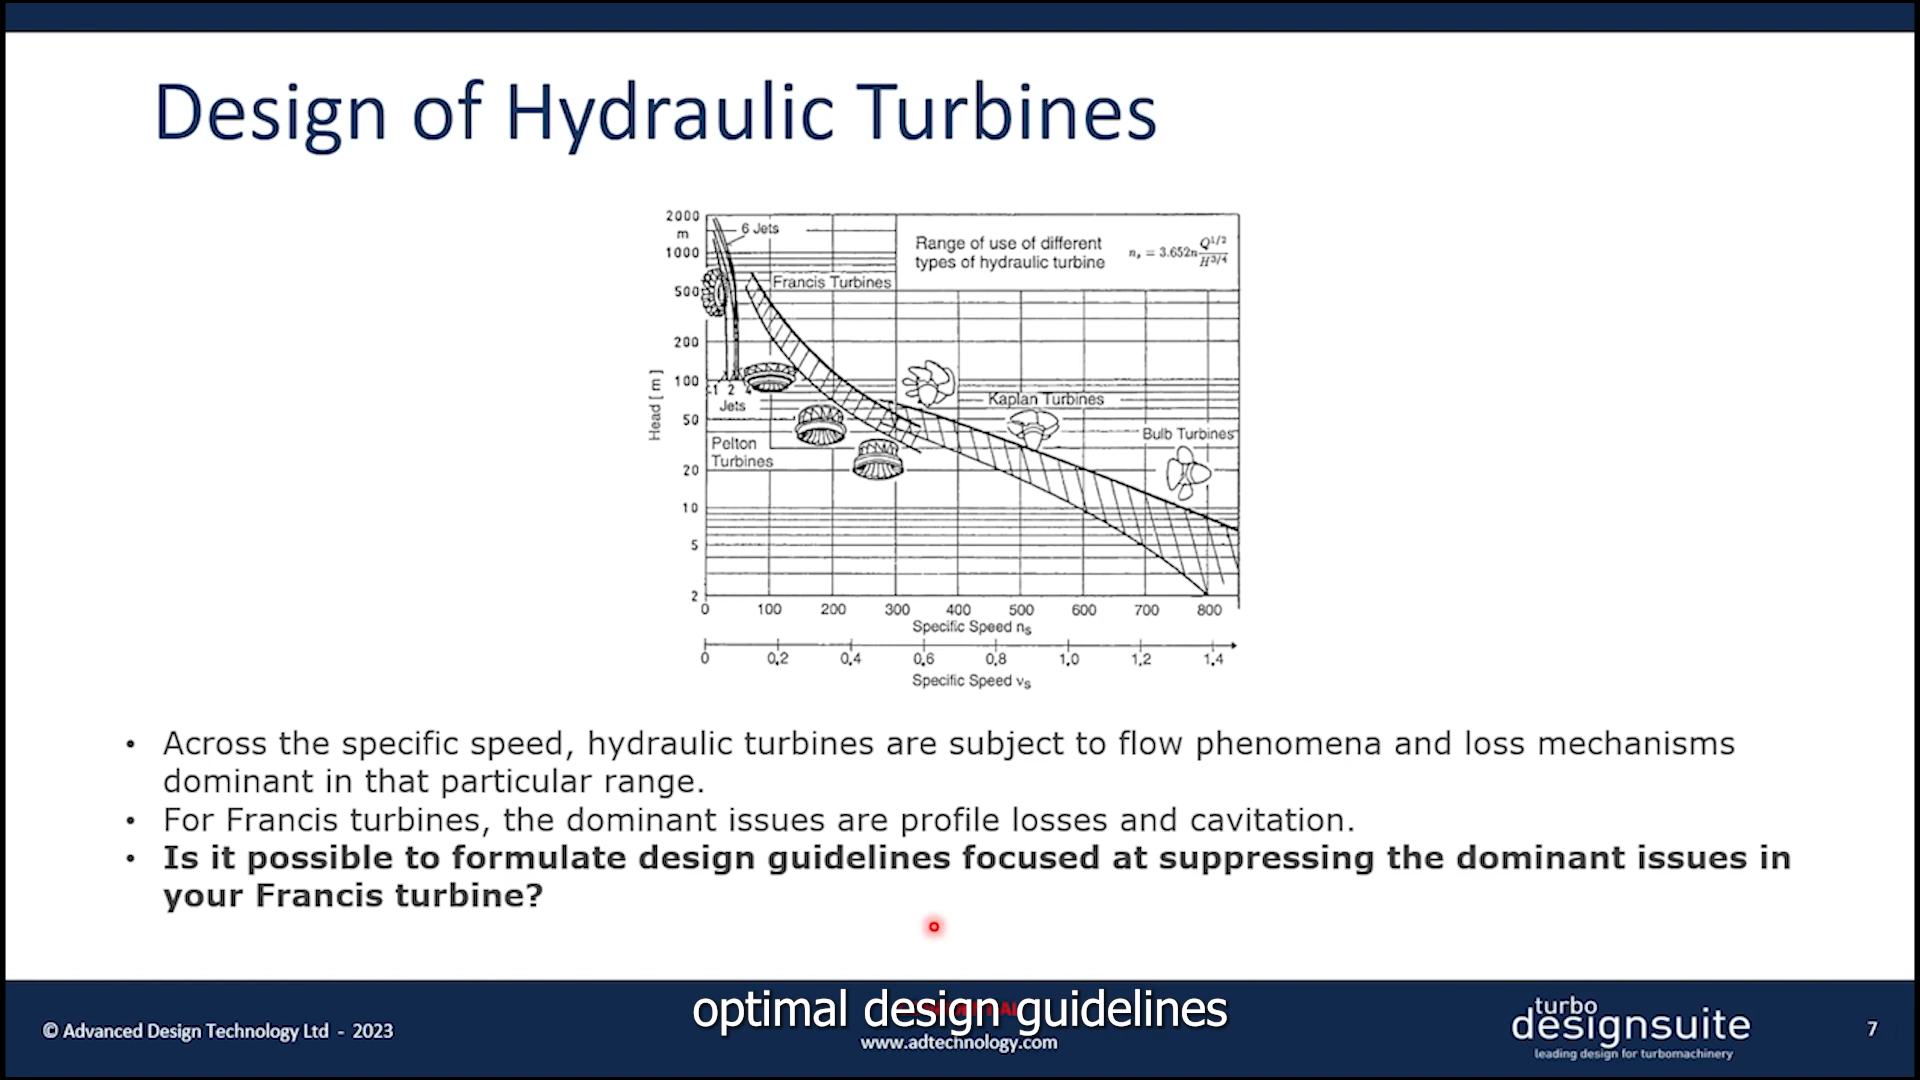 Design of Hydraulic Turbines
2000
m
1000
500
200
100
50
20
10
5
2
Head [ m ]
6 Jets
Range of use of different
types of hydraulic turbine
nₛ = 3.652n Q^1/2 / H^3/4
Francis Turbines
1 2 4
Jets
Pelton
Turbines
Kaplan Turbines
Bulb Turbines
0 100 200 300 400 500 600 700 800
Specific Speed nₛ
0 0,2 0,4 0,6 0,8 1,0 1,2 1,4
Specific Speed νₛ
• Across the specific speed, hydraulic turbines are subject to flow phenomena and loss mechanisms
dominant in that particular range.
• For Francis turbines, the dominant issues are profile losses and cavitation.
• Is it possible to formulate design guidelines focused at suppressing the dominant issues in
your Francis turbine?
optimal design guidelines
© Advanced Design Technology Ltd - 2023
www.adtechnology.com
turbo
designsuite
leading design for turbomachinery
7